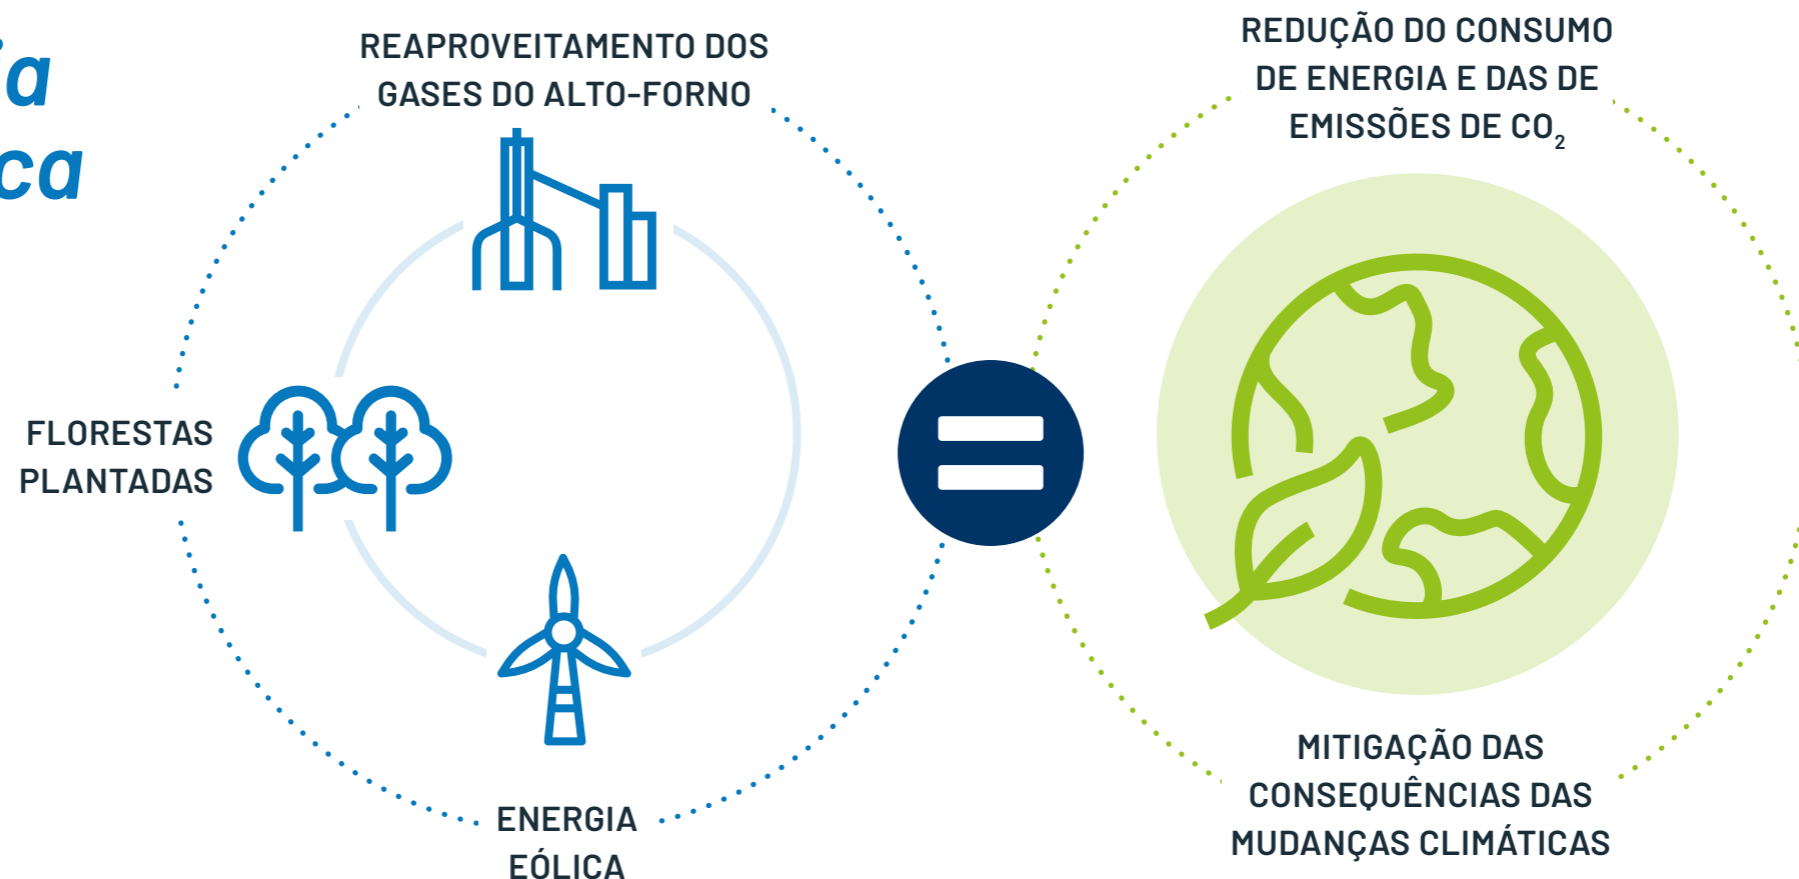 REAPROVEITAMENTO DOS
GASES DO ALTO-FORNO
FLORESTAS
PLANTADAS
ENERGIA
EÓLICA
REDUÇÃO DO CONSUMO
DE ENERGIA E DAS DE
EMISSÕES DE CO₂
MITIGAÇÃO DAS
CONSEQUÊNCIAS DAS
MUDANÇAS CLIMÁTICAS